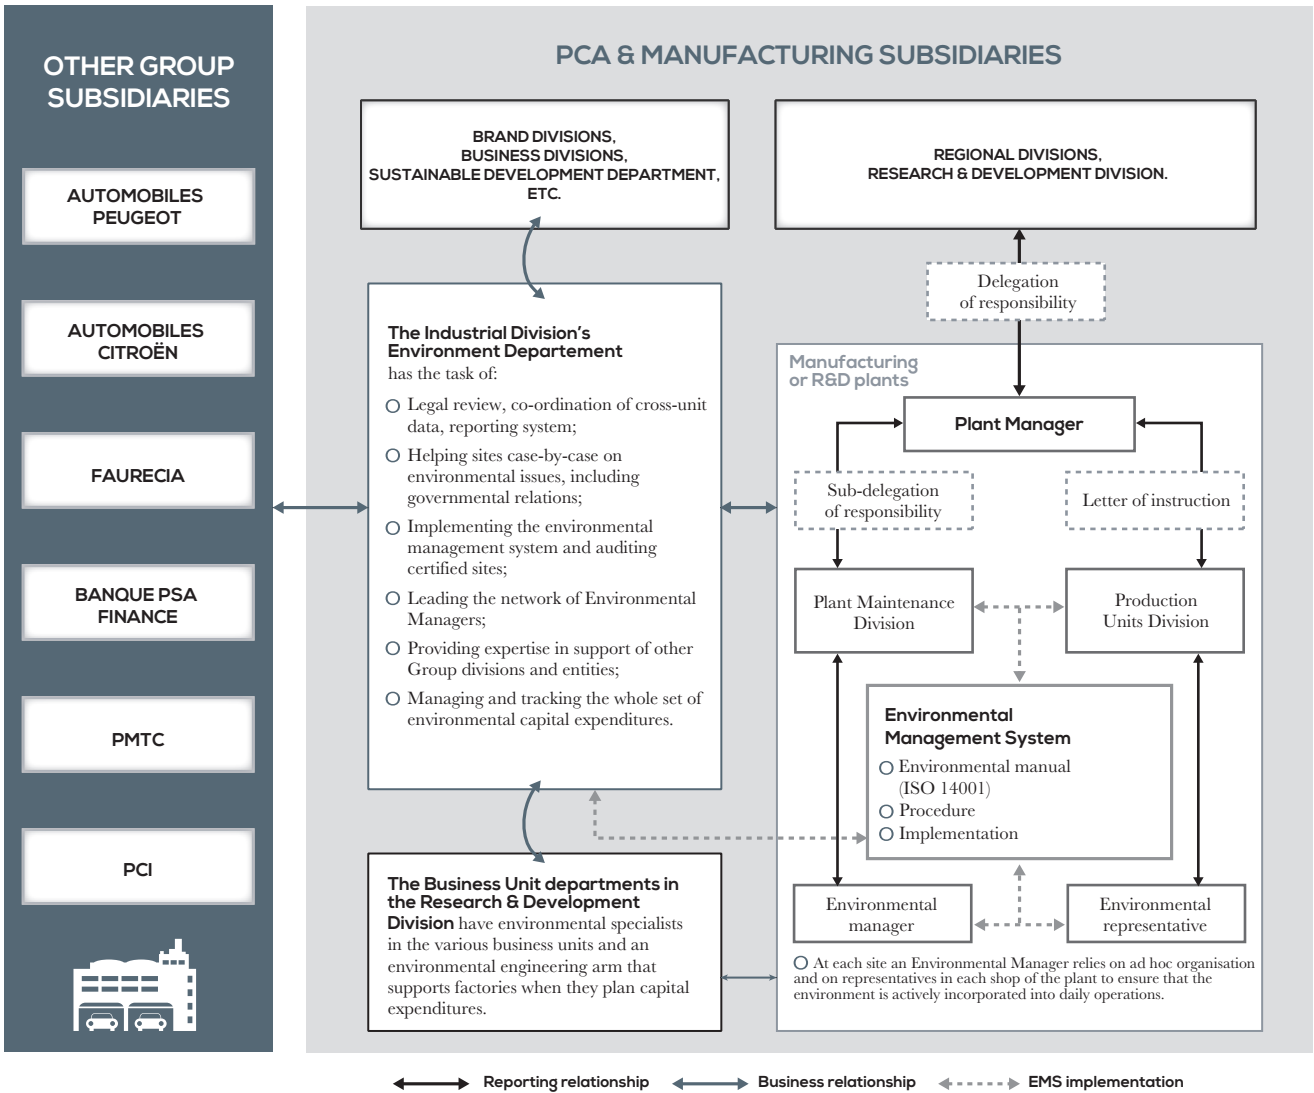 OTHER GROUP
SUBSIDIARIES
AUTOMOBILES
PEUGEOT
AUTOMOBILES
CITROËN
FAURECIA
BANQUE PSA
FINANCE
PMTC
PCI
PCA & MANUFACTURING SUBSIDIARIES
BRAND DIVISIONS,
BUSINESS DIVISIONS,
SUSTAINABLE DEVELOPMENT DEPARTMENT,
ETC.
REGIONAL DIVISIONS,
RESEARCH & DEVELOPMENT DIVISION.
The Industrial Division's
Environment Departement
has the task of:
Legal review, co-ordination of cross-unit
data, reporting system;
Helping sites case-by-case on
environmental issues, including
governmental relations;
Implementing the environmental
management system and auditing
certified sites;
Leading the network of Environmental
Managers;
Providing expertise in support of other
Group divisions and entities;
Managing and tracking the whole set of
environmental capital expenditures.
The Business Unit departments in
the Research & Development
Division have environmental specialists
in the various business units and an
environmental engineering arm that
supports factories when they plan capital
expenditures.
Delegation
of responsibility
Manufacturing
or R&D plants
Plant Manager
Sub-delegation
of responsibility
Letter of instruction
Plant Maintenance
Division
Production
Units Division
Environmental
Management System
Environmental manual
(ISO 14001)
Procedure
Implementation
Environmental
manager
Environmental
representative
At each site an Environmental Manager relies on ad hoc organisation
and on representatives in each shop of the plant to ensure that the
environment is actively incorporated into daily operations.
Reporting relationship
Business relationship
EMS implementation